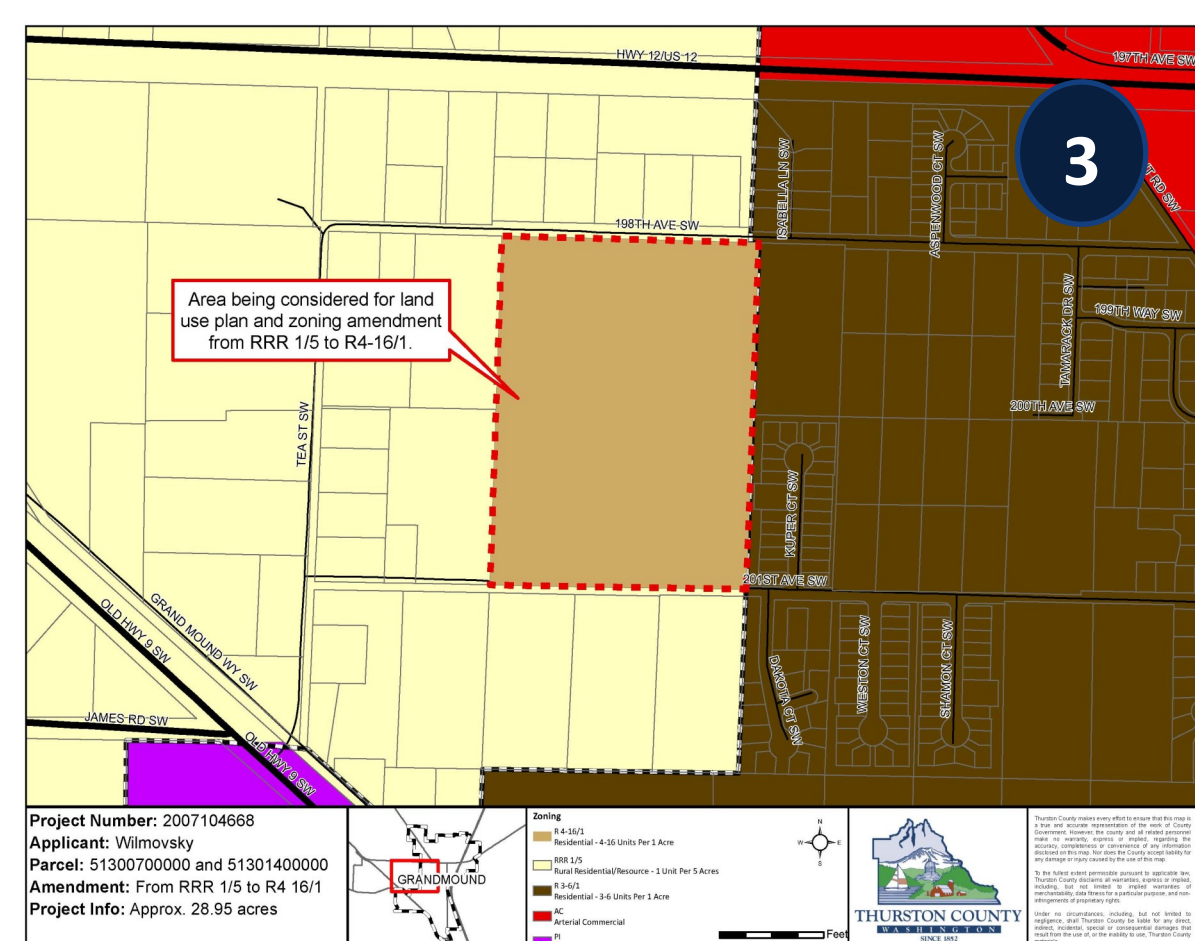 HWY 12/US 12
197TH AVE SW
3
T RD SW
ISABELLA LN SW
ASPENWOOD CT SW
198TH AVE SW
TAMARACK DR SW
199TH WAY SW
Area being considered for land
use plan and zoning amendment
from RRR 1/5 to R4-16/1.
200TH AVE SW
TEA ST SW
KUPER CT SW
201ST AVE SW
GRAND MOUND WY SW
OLD HWY 9 SW
DAKOTA CT SW
WESTON CT SW
SHAMON CT SW
JAMES RD SW
OLD HWY 9 SW
Project Number: 2007104668
Applicant: Wilmovsky
Parcel: 51300700000 and 51301400000
Amendment: From RRR 1/5 to R4 16/1
Project Info: Approx. 28.95 acres
GRANDMOUND
Zoning
R 4-16/1
Residential - 4-16 Units Per 1 Acre
RRR 1/5
Rural Residential/Resource - 1 Unit Per 5 Acres
R 3-6/1
Residential - 3-6 Units Per 1 Acre
AC
Arterial Commercial
PI
N
W
E
S
Feet
THURSTON COUNTY
WASHINGTON
SINCE 1852
Thurston County makes every effort to ensure that this map is
a true and accurate representation of the work of County
Government. However, the county and all related personnel
make no warranty, express or implied, regarding the
accuracy, completeness or convenience of any information
disclosed on this map. Nor does the County accept liability for
any damage or injury caused by the use of this map.
To the fullest extent permissible pursuant to applicable law,
Thurston County disclaims all warranties, express or implied,
including, but not limited to implied warranties of
merchantability, data fitness for a particular purpose, and non-
infringements of proprietary rights.
Under no circumstances, including, but not limited to
negligence, shall Thurston County be liable for any direct,
indirect, incidental, special or consequential damages that
result from the use of, or the inability to use, Thurston County
materials.